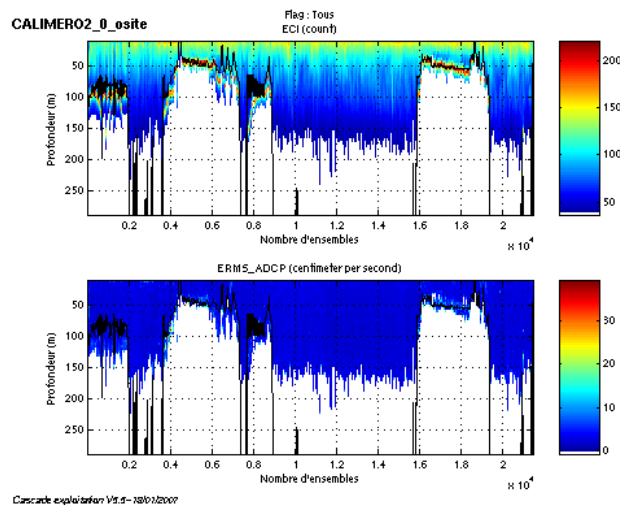 CALIMERO2_0_osite
Flag : Tous
ECI (count)
Profondeur (m)
50
100
150
200
250
0.2 0.4 0.6 0.8 1 1.2 1.4 1.6 1.8 2
Nombre d'ensembles
x 10^4
200
150
100
50
ERMS_ADCP (centimeter per second)
Profondeur (m)
50
100
150
200
250
0.2 0.4 0.6 0.8 1 1.2 1.4 1.6 1.8 2
Nombre d'ensembles
x 10^4
30
20
10
0
Cascade exploitation V5.5-18/01/2007